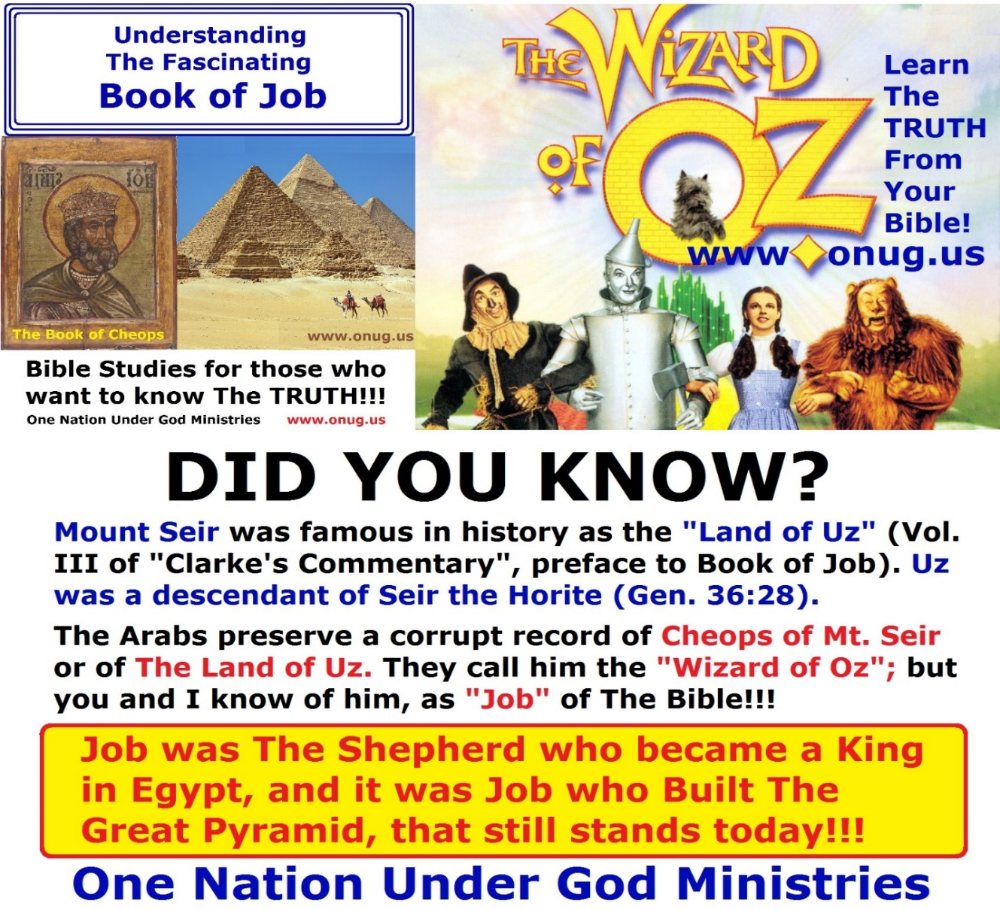 Understanding
The Fascinating
Book of Job
The Book of Cheops
www.onug.us
Bible Studies for those who
want to know The TRUTH!!!
One Nation Under God Ministries www.onug.us
THE WIZARD
OF OZ
Learn
The
TRUTH
From
Your
Bible!
www.onug.us
DID YOU KNOW?
Mount Seir was famous in history as the "Land of Uz" (Vol.
III of "Clarke's Commentary", preface to Book of Job). Uz
was a descendant of Seir the Horite (Gen. 36:28).
The Arabs preserve a corrupt record of Cheops of Mt. Seir
or of The Land of Uz. They call him the "Wizard of Oz"; but
you and I know of him, as "Job" of The Bible!!!
Job was The Shepherd who became a King
in Egypt, and it was Job who Built The
Great Pyramid, that still stands today!!!
One Nation Under God Ministries